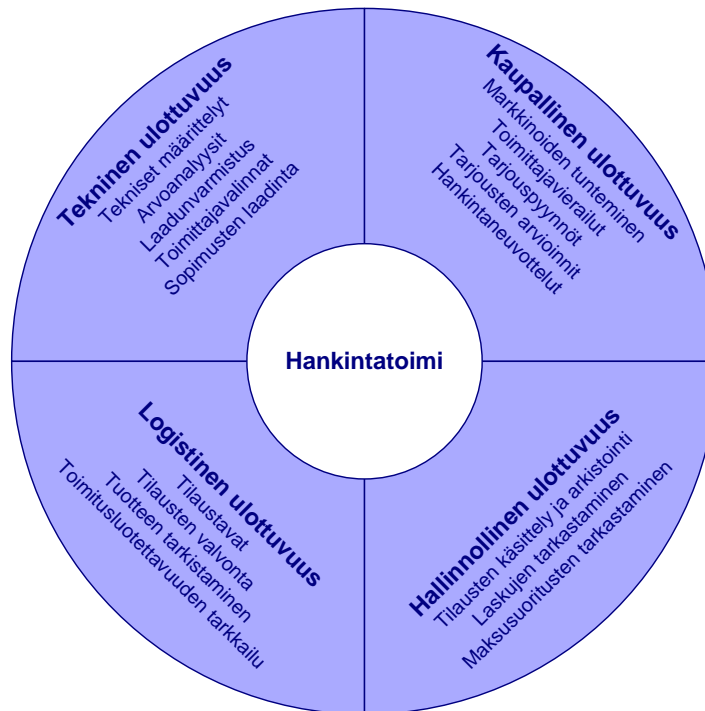 Tekninen ulottuvuus
Tekniset määrittelyt
Arvoanalyysit
Laadunvarmistus
Toimittajavalinnat
Sopimusten laadinta
Kaupallinen ulottuvuus
Markkinoiden tunteminen
Toimittajavierailut
Tarjouspyynnöt
Tarjousten arvioinnit
Hankintaneuvottelut
Hankintatoimi
Logistinen ulottuvuus
Tilaustavat
Tilausten valvonta
Tuotteen tarkistaminen
Toimitusluotettavuuden tarkkailu
Hallinnollinen ulottuvuus
Tilausten käsittely ja arkistointi
Laskujen tarkastaminen
Maksusuoritusten tarkastaminen